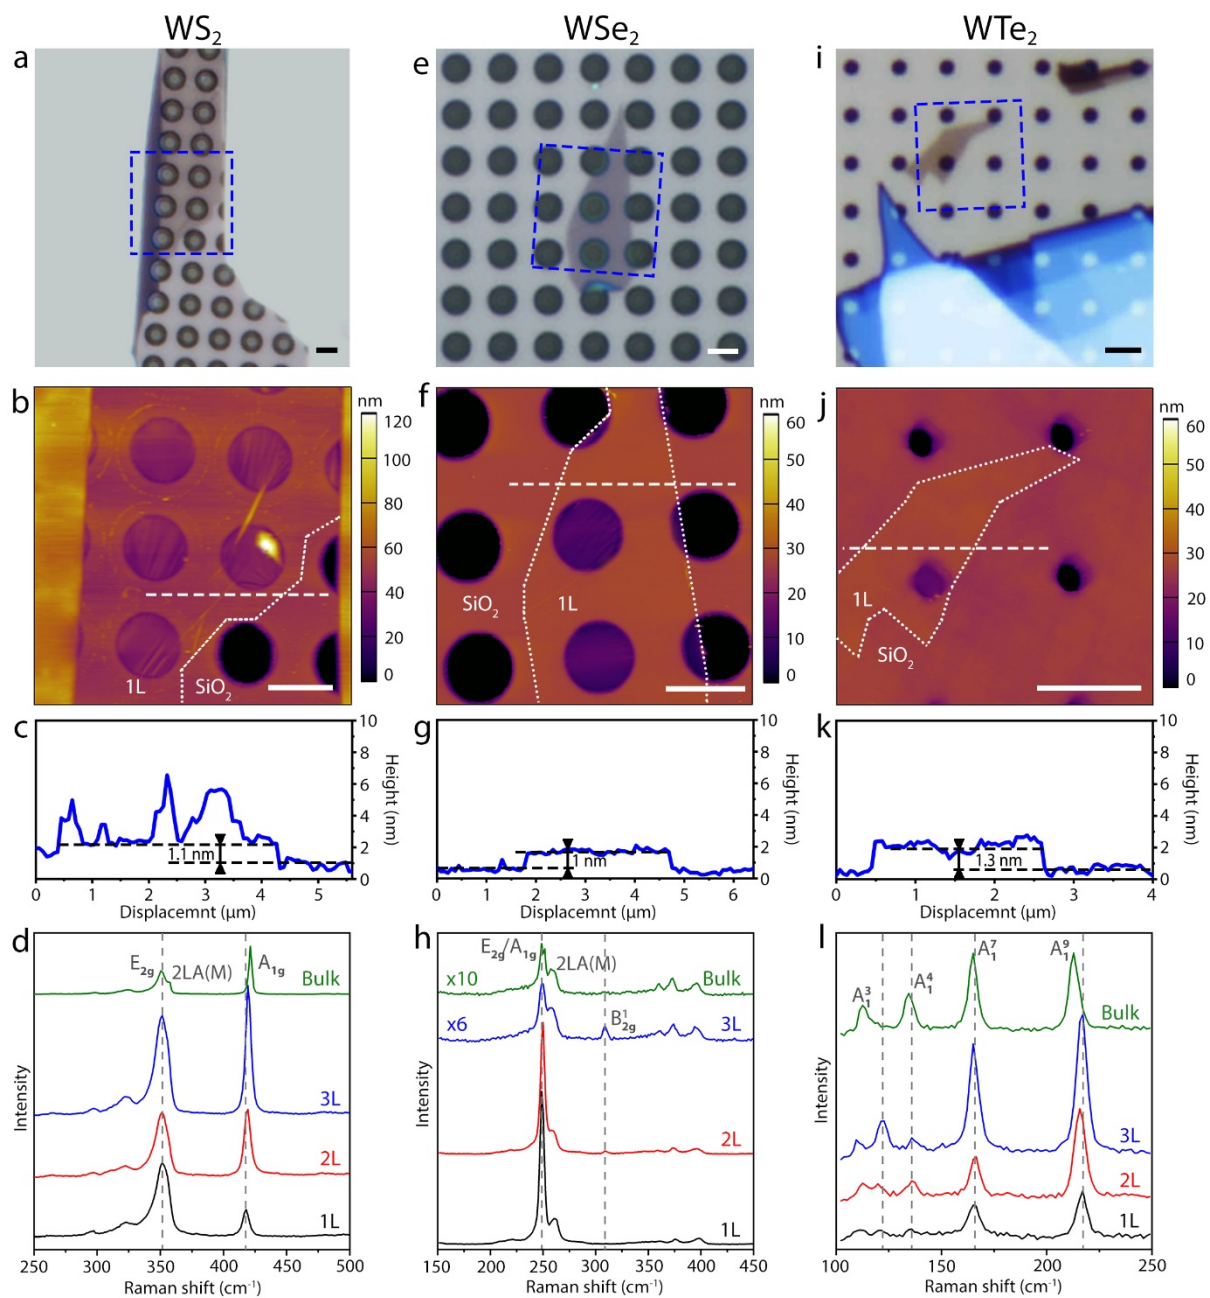 WS2
WSe2
WTe2
a
e
i
b
nm
120
100
80
60
40
20
0
1L
SiO2
f
nm
60
50
40
30
20
10
0
SiO2
1L
j
nm
60
50
40
30
20
10
0
1L
SiO2
c
10
8
6
4
2
0
Height (nm)
1.1 nm
0 1 2 3 4 5
Displacemnt (μm)
g
10
8
6
4
2
0
Height (nm)
1 nm
0 1 2 3 4 5 6
Displacemnt (μm)
k
10
8
6
4
2
0
Height (nm)
1.3 nm
0 1 2 3 4
Displacemnt (μm)
d
E2g
2LA(M)
A1g
Bulk
3L
2L
1L
Intensity
250 300 350 400 450 500
Raman shift (cm-1)
h
E2g/A1g
2LA(M)
x10
Bulk
x6
3L
B12g
2L
1L
Intensity
150 200 250 300 350 400 450
Raman shift (cm-1)
l
A31
A41
A71
A91
Bulk
3L
2L
1L
Intensity
100 150 200 250
Raman shift (cm-1)